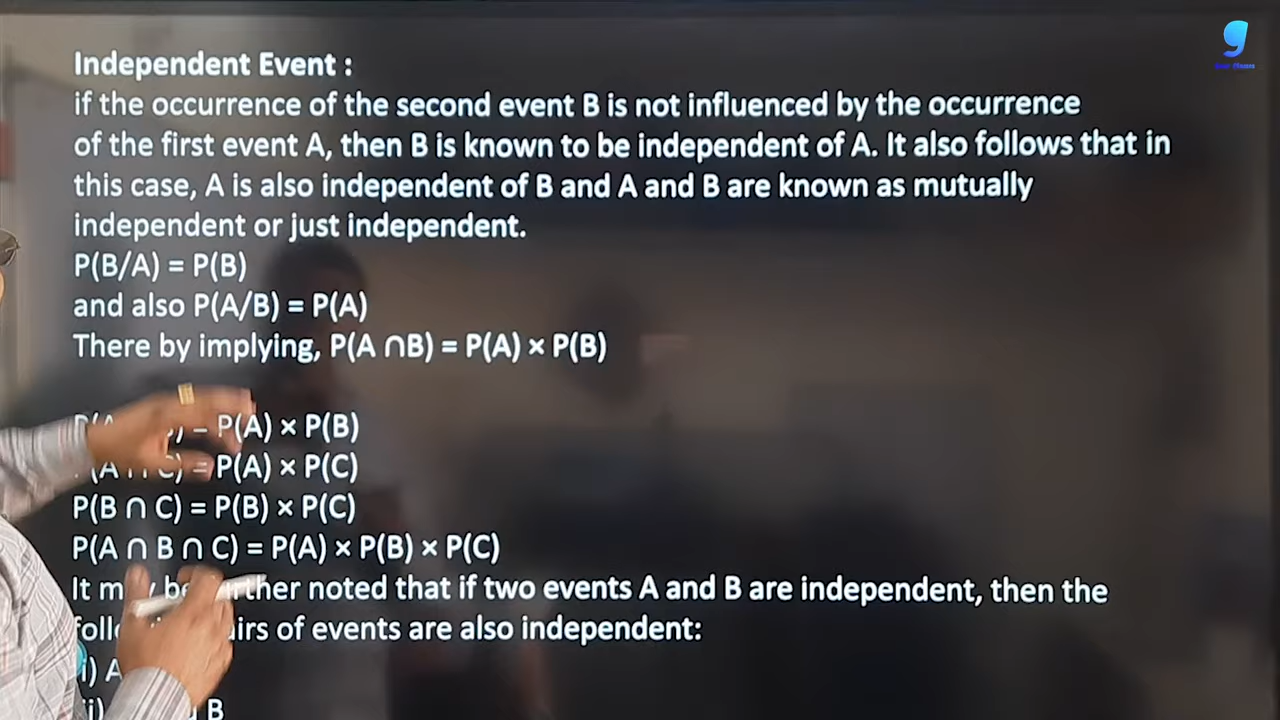 Independent Event :
if the occurrence of the second event B is not influenced by the occurrence
of the first event A, then B is known to be independent of A. It also follows that in
this case, A is also independent of B and A and B are known as mutually
independent or just independent.
P(B/A) = P(B)
and also P(A/B) = P(A)
There by implying, P(A ∩B) = P(A) × P(B)
= P(A) × P(B)
= P(A) × P(C)
P(B ∩ C) = P(B) × P(C)
P(A ∩ B ∩ C) = P(A) × P(B) × P(C)
It noted that if two events A and B are independent, then the
of events are also independent:
i) A
ii) B